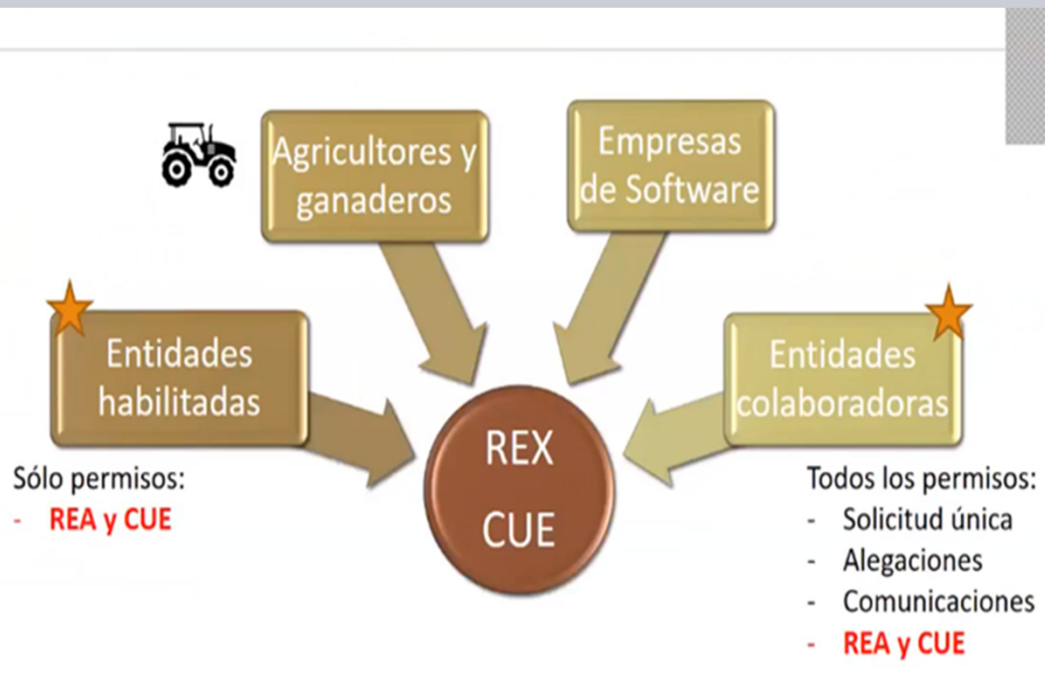 Agricultores y
ganaderos
Empresas
de Software
Entidades
habilitadas
Entidades
colaboradoras
REX
CUE
Sólo permisos:
- REA y CUE
Todos los permisos:
- Solicitud única
- Alegaciones
- Comunicaciones
- REA y CUE